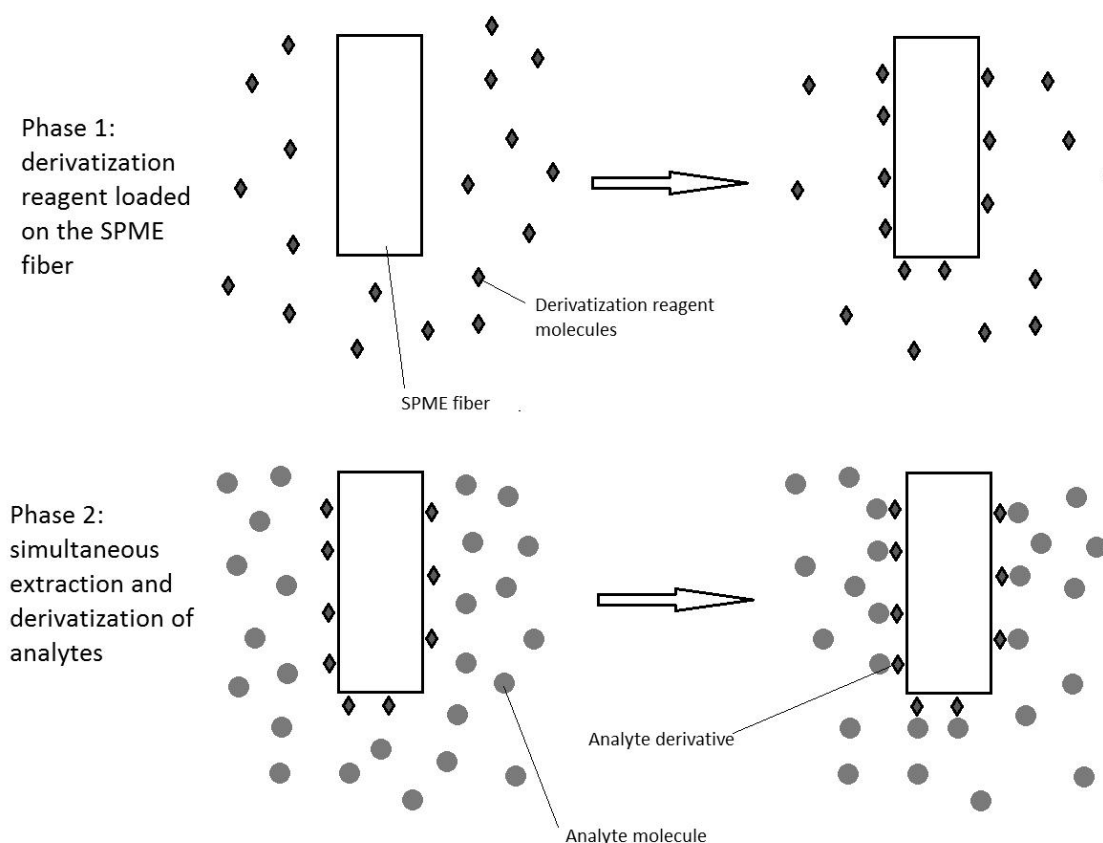 Phase 1:
derivatization
reagent loaded
on the SPME
fiber
Derivatization reagent
molecules
SPME fiber
Phase 2:
simultaneous
extraction and
derivatization of
analytes
Analyte derivative
Analyte molecule